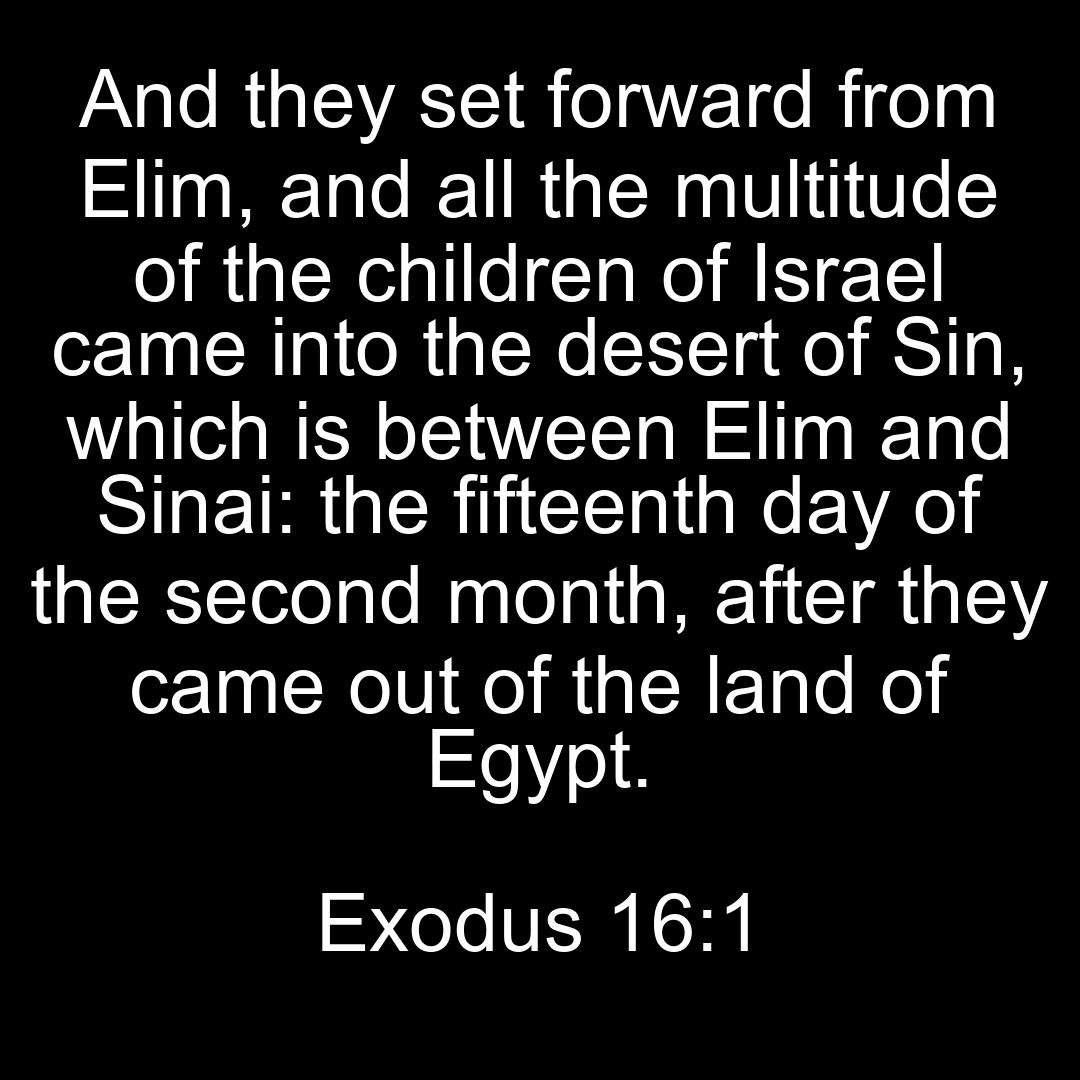 And they set forward from
Elim, and all the multitude
of the children of Israel
came into the desert of Sin,
which is between Elim and
Sinai: the fifteenth day of
the second month, after they
came out of the land of
Egypt.
Exodus 16:1